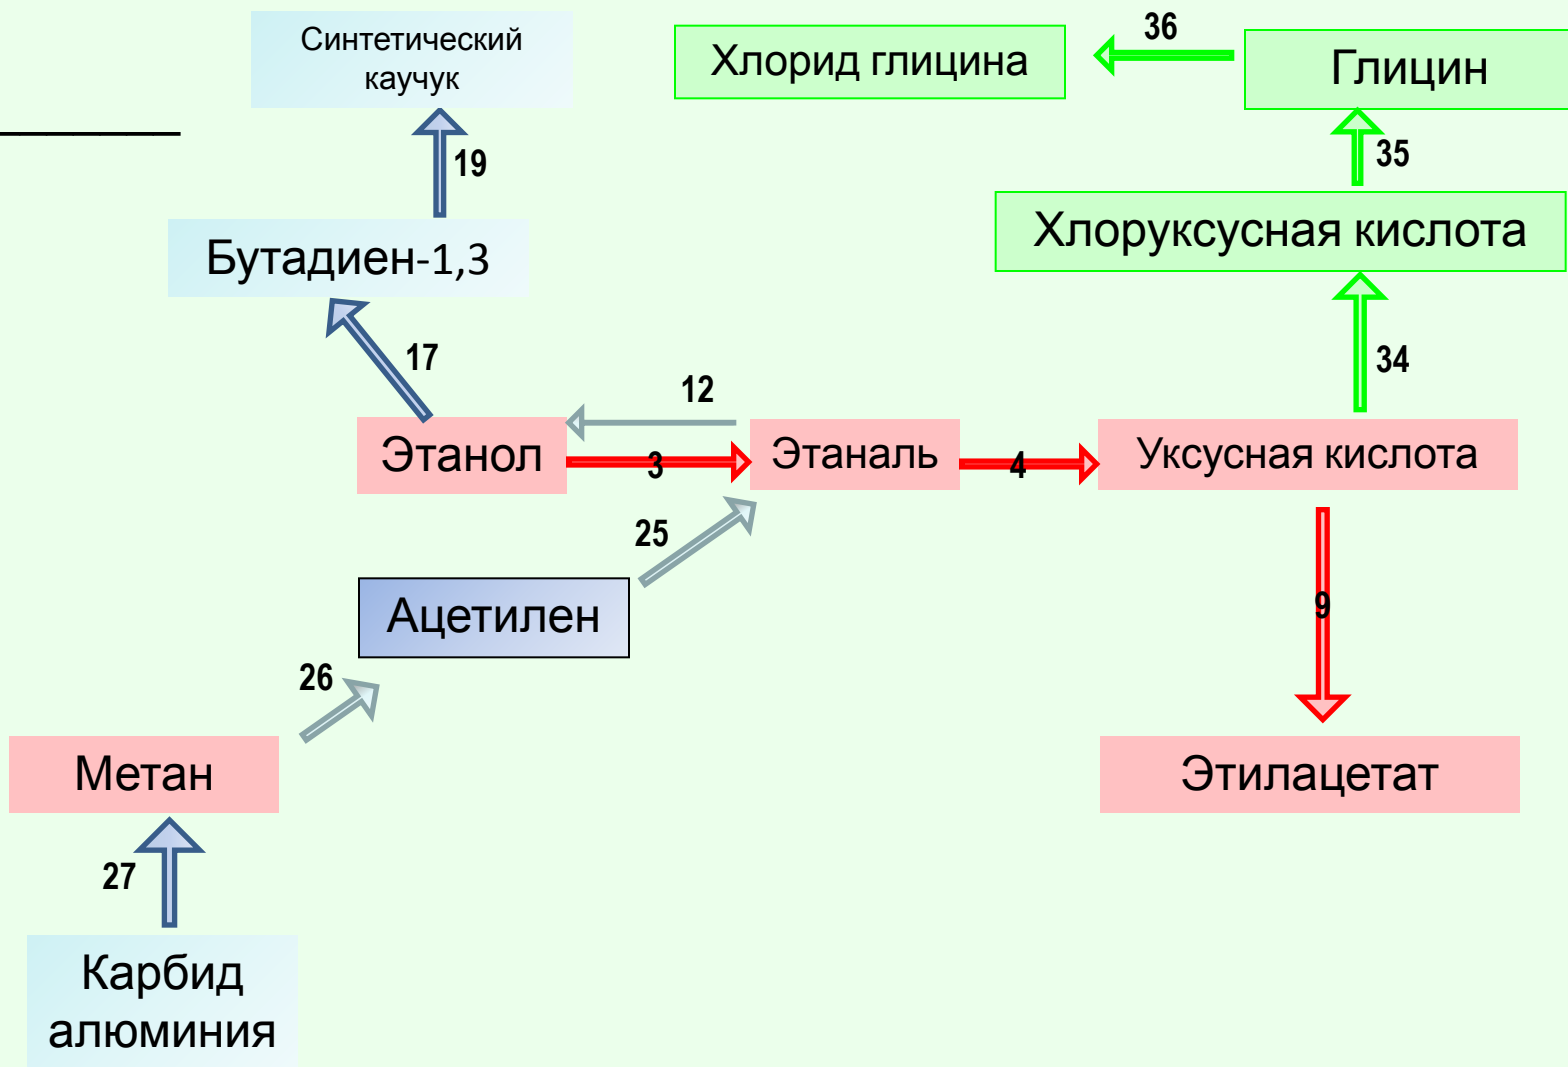 Синтетический
каучук
Хлорид глицина
36
Глицин
19
35
Бутадиен-1,3
Хлоруксусная кислота
17
34
12
Этанол
3
Этаналь
4
Уксусная кислота
25
Ацетилен
9
26
Метан
Этилацетат
27
Карбид
алюминия